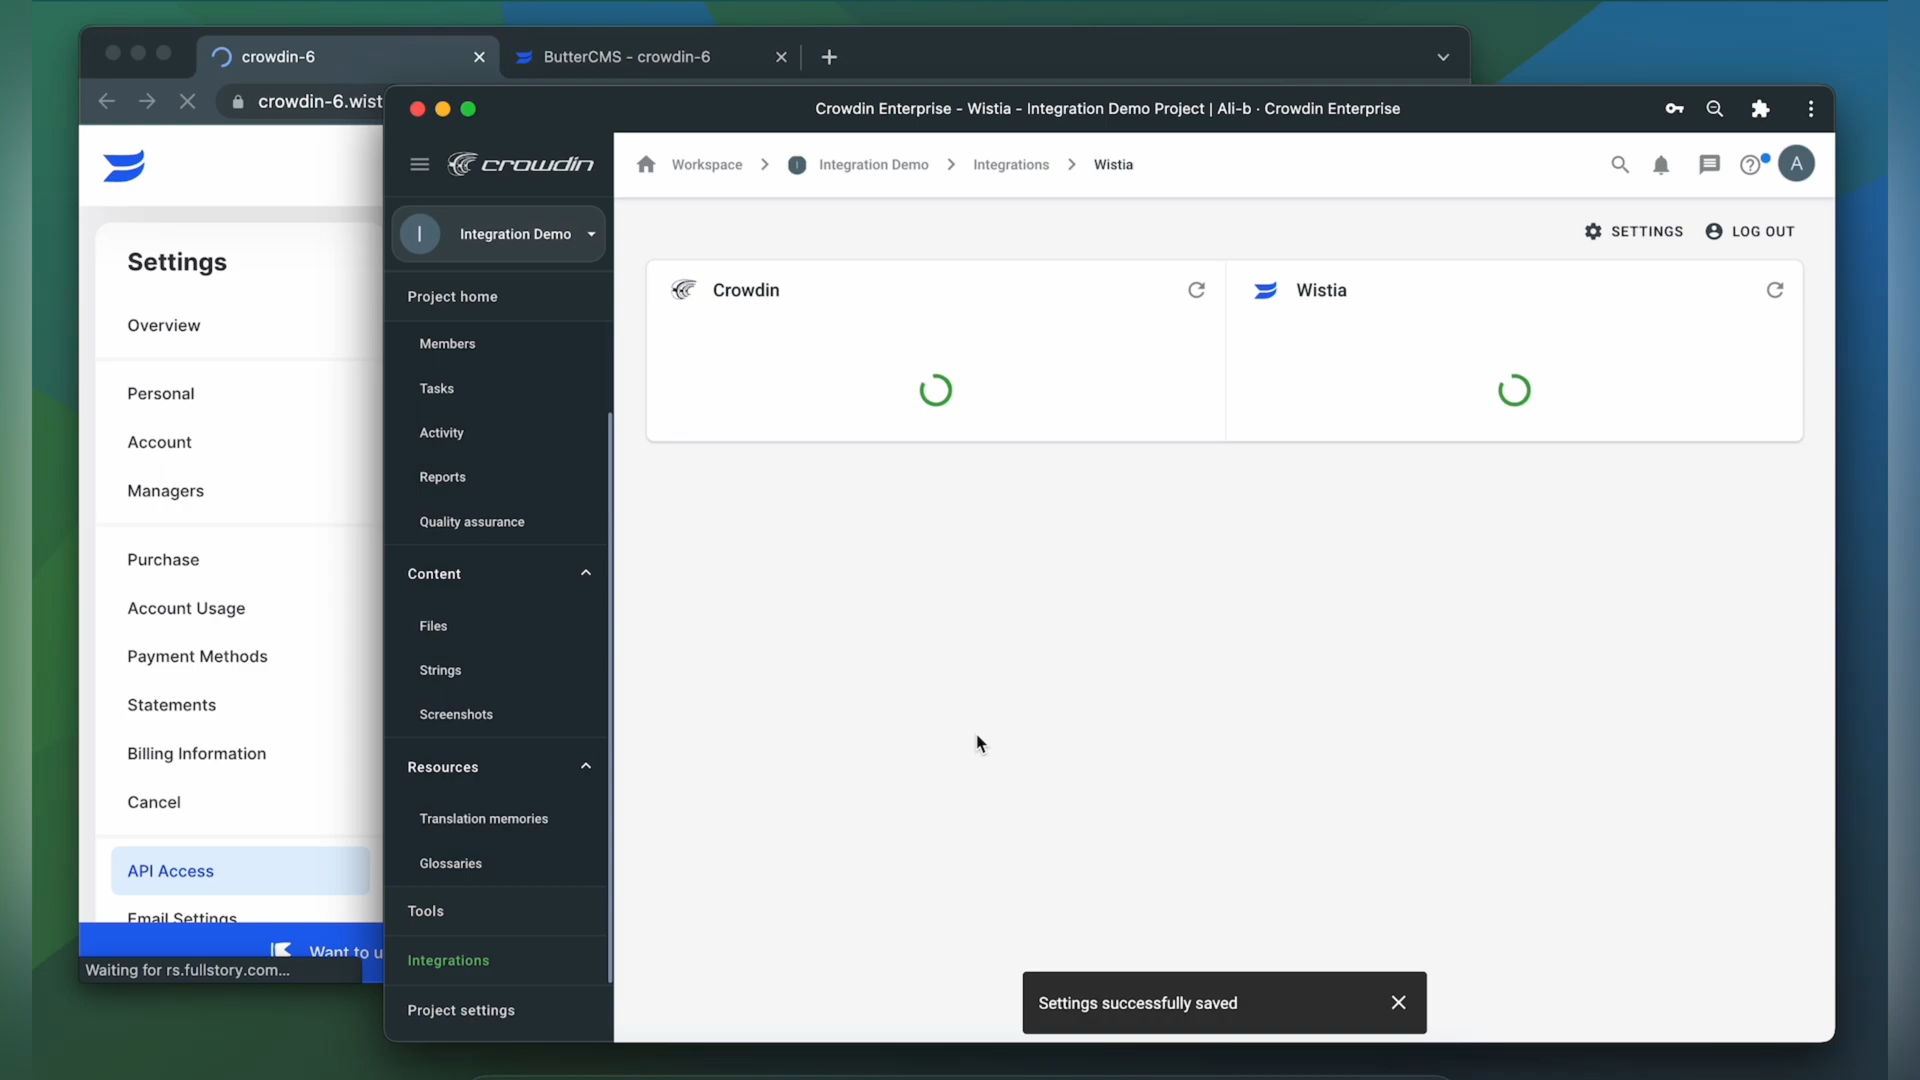 crowdin-6
ButterCMS - crowdin-6
crowdin-6.wist
Settings
Overview
Personal
Account
Managers
Purchase
Account Usage
Payment Methods
Statements
Billing Information
Cancel
API Access
Email Settings
Want to u
Waiting for rs.fullstory.com...
Crowdin Enterprise - Wistia - Integration Demo Project | Ali-b · Crowdin Enterprise
crowdin
Workspace
I
Integration Demo
Integrations
Wistia
A
I
Integration Demo
Project home
Members
Tasks
Activity
Reports
Quality assurance
Content
Files
Strings
Screenshots
Resources
Translation memories
Glossaries
Tools
Integrations
Project settings
SETTINGS
LOG OUT
Crowdin
Wistia
Settings successfully saved